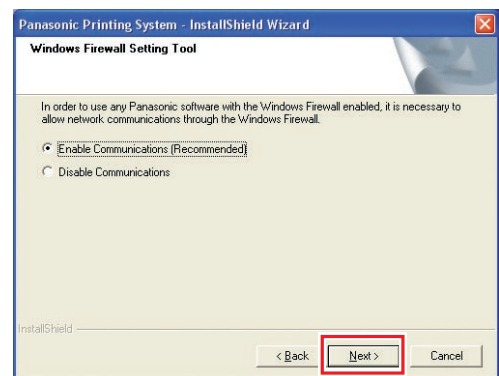 Panasonic Printing System - InstallShield Wizard
Windows Firewall Setting Tool
In order to use any Panasonic software with the Windows Firewall enabled, it is necessary to
allow network communications through the Windows Firewall.
Enable Communications (Recommended)
Disable Communications
InstallShield
< Back
Next >
Cancel